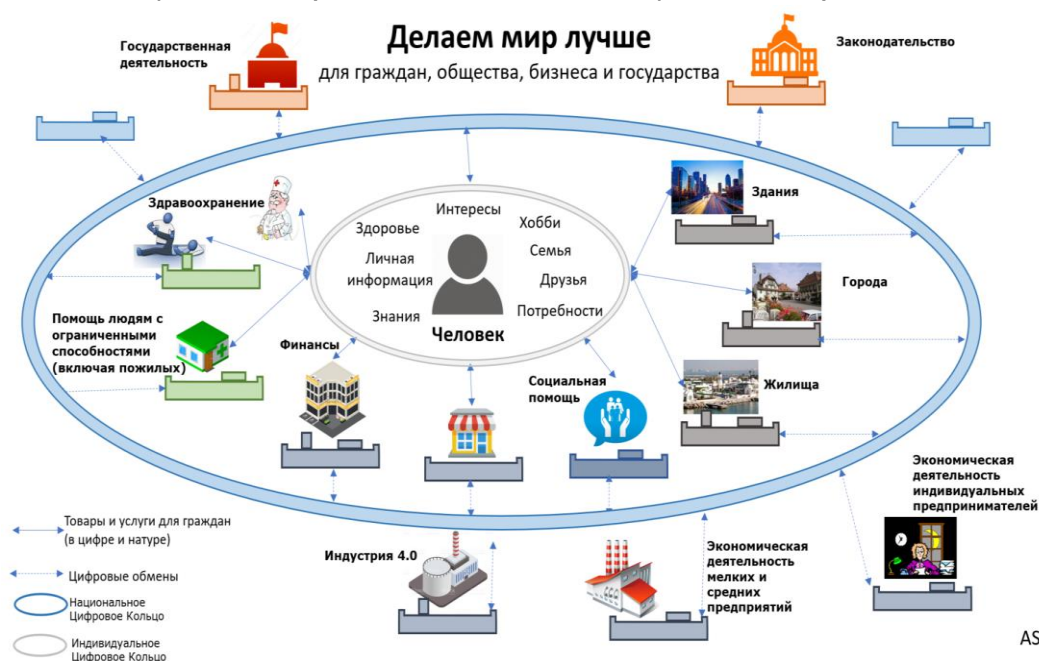 Делаем мир лучше
для граждан, общества, бизнеса и государства
Государственная
деятельность
Законодательство
Здравоохранение
Интересы
Здоровье
Хобби
Личная
информация
Семья
Друзья
Знания
Потребности
Человек
Здания
Города
Жилища
Помощь людям с
ограниченными
способностями
(включая пожилых)
Финансы
Социальная
помощь
Экономическая
деятельность
индивидуальных
предпринимателей
Индустрия 4.0
Экономическая
деятельность
мелких и
средних
предприятий
Товары и услуги для граждан
(в цифре и натуре)
Цифровые обмены
Национальное
Цифровое Кольцо
Индивидуальное
Цифровое Кольцо
AS